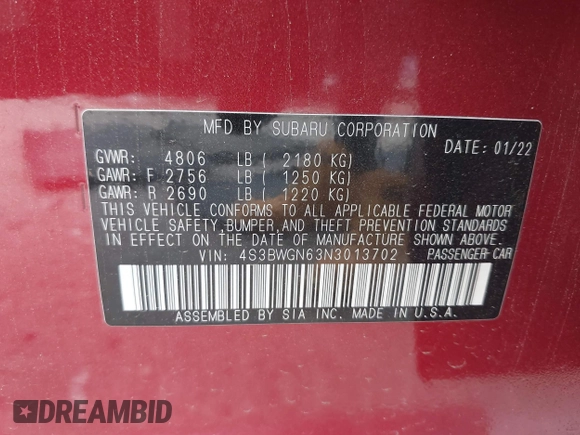 MFD BY SUBARU CORPORATION
DATE: 01/22
GVWR: 4806 LB ( 2180 KG)
GAWR: F 2756 LB ( 1250 KG)
GAWR: R 2690 LB ( 1220 KG)
THIS VEHICLE CONFORMS TO ALL APPLICABLE FEDERAL MOTOR
VEHICLE SAFETY, BUMPER, AND THEFT PREVENTION STANDARDS
IN EFFECT ON THE DATE OF MANUFACTURE SHOWN ABOVE.
VIN: 4S3BWGN63N3013702 - PASSENGER-CAR
ASSEMBLED BY SIA INC. MADE IN U.S.A.
DREAMBID